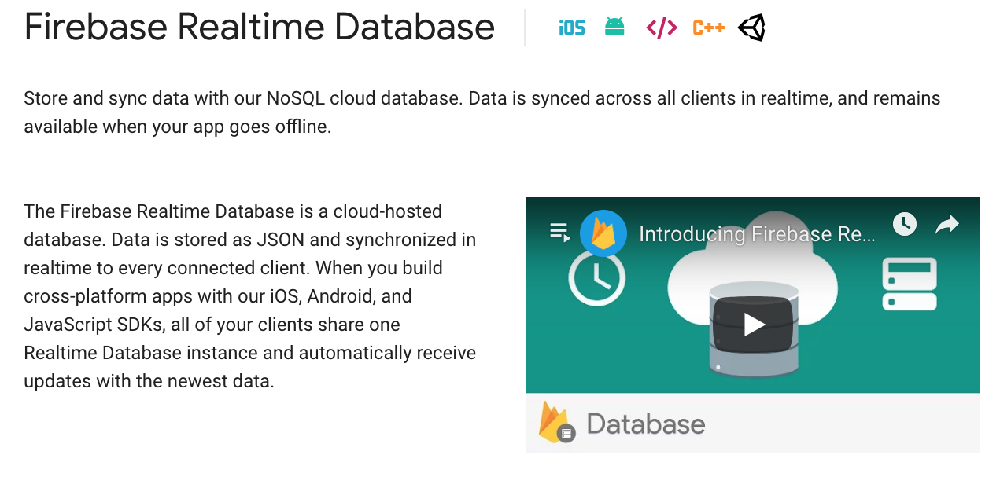 Firebase Realtime Database
iOS </> C++
Store and sync data with our NoSQL cloud database. Data is synced across all clients in realtime, and remains
available when your app goes offline.
The Firebase Realtime Database is a cloud-hosted
database. Data is stored as JSON and synchronized in
realtime to every connected client. When you build
cross-platform apps with our iOS, Android, and
JavaScript SDKs, all of your clients share one
Realtime Database instance and automatically receive
updates with the newest data.
Introducing Firebase Re...
Database